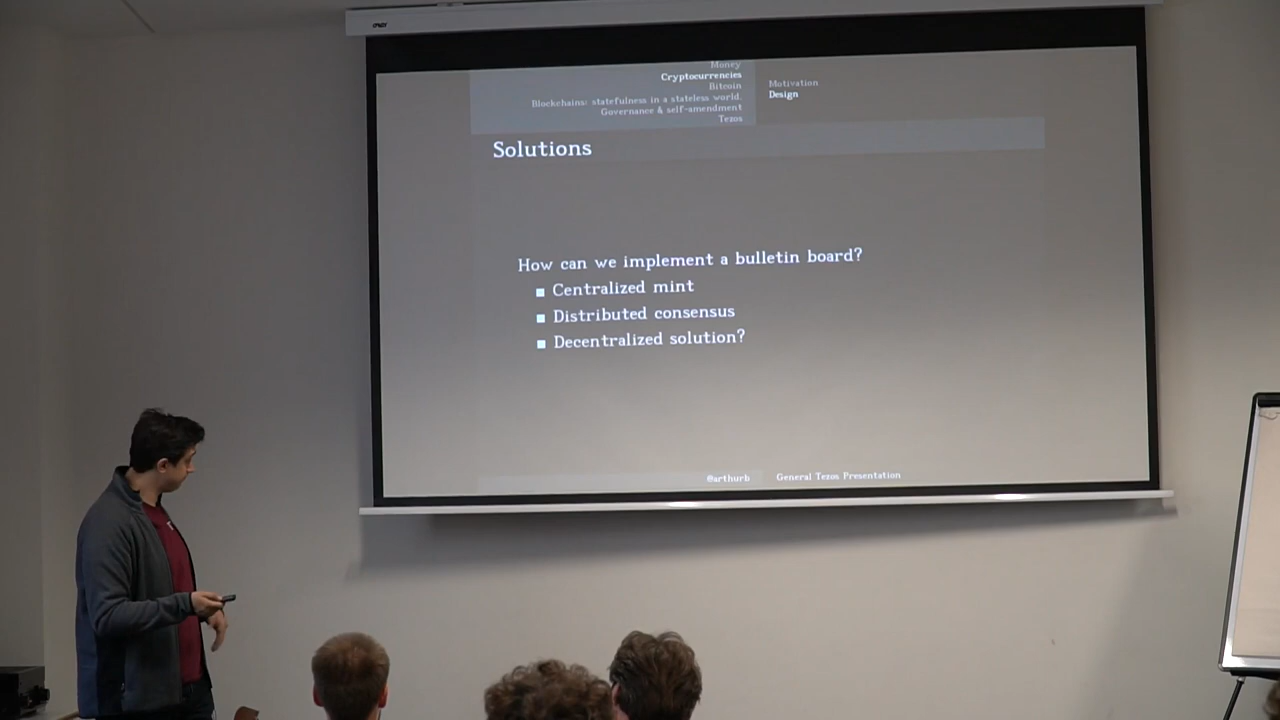 Money
Cryptocurrencies
Bitcoin
Blockchains: statefulness in a stateless world.
Governance & self-amendment
Tezos
Motivation
Design
Solutions
How can we implement a bulletin board?
Centralized mint
Distributed consensus
Decentralized solution?
@arthurb
General Tezos Presentation